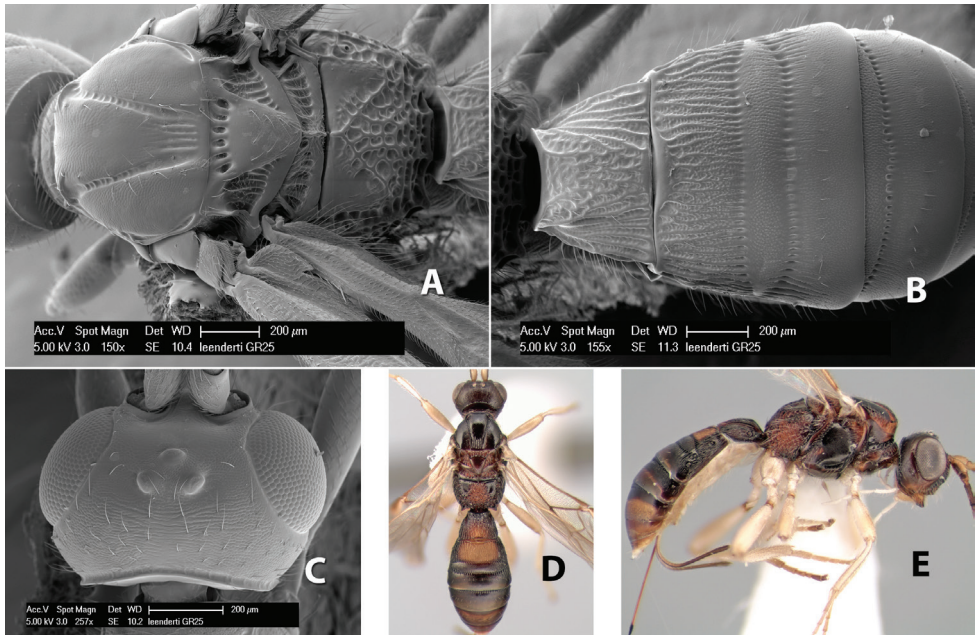 A
Acc.V Spot Magn Det WD 200 µm
5.00 kV 3.0 150x SE 10.4 leenderti GR25
B
Acc.V Spot Magn Det WD 200 µm
5.00 kV 3.0 155x SE 11.3 leenderti GR25
C
Acc.V Spot Magn Det WD 200 µm
5.00 kV 3.0 257x SE 10.2 leenderti GR25
D
E